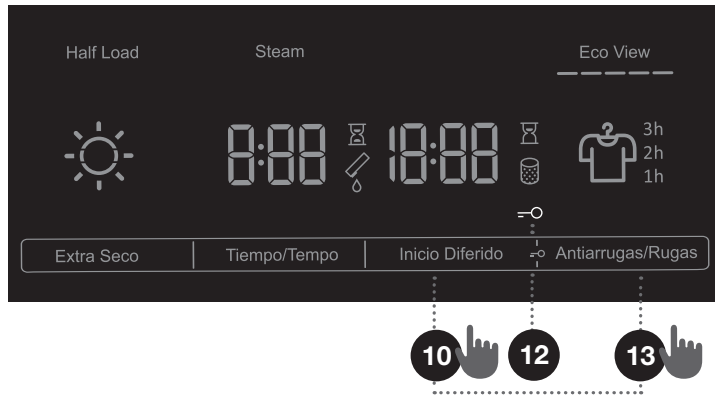 Half Load Steam Eco View
8:88 18:88 3h
2h
1h
Extra Seco Tiempo/Tempo Inicio Diferido Antiarrugas/Rugas
10 12 13